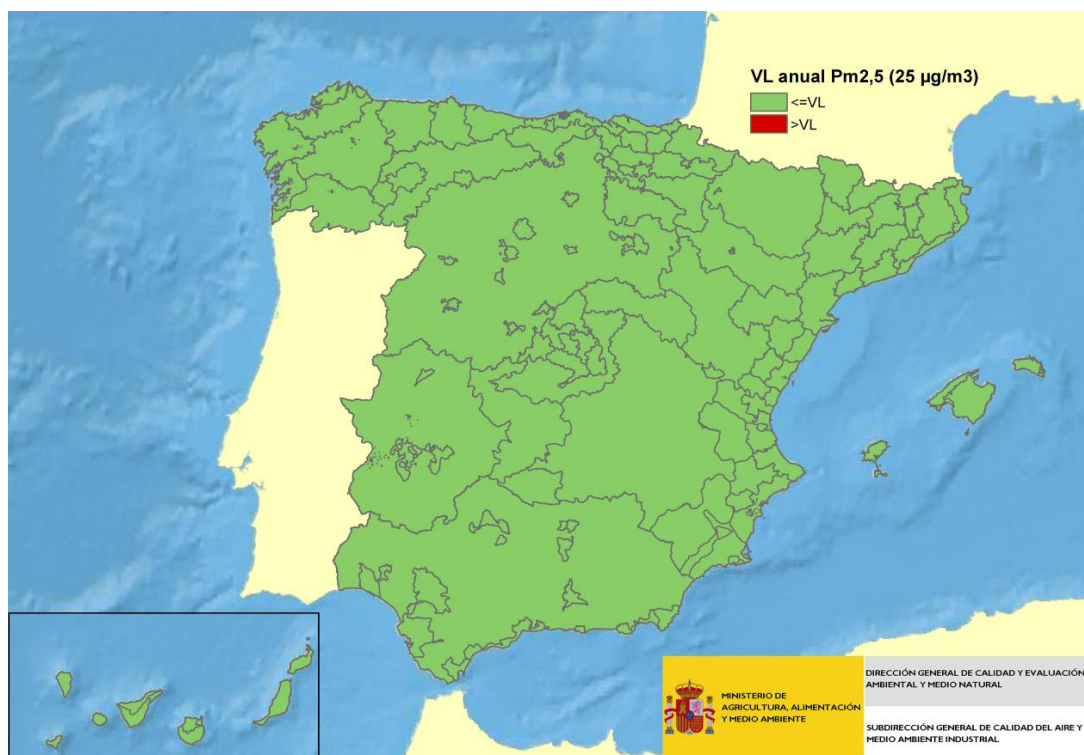 VL anual Pm2,5 (25 µg/m3)
<=VL
>VL
MINISTERIO DE
AGRICULTURA, ALIMENTACIÓN
Y MEDIO AMBIENTE
DIRECCIÓN GENERAL DE CALIDAD Y EVALUACIÓN
AMBIENTAL Y MEDIO NATURAL
SUBDIRECCIÓN GENERAL DE CALIDAD DEL AIRE Y
MEDIO AMBIENTE INDUSTRIAL